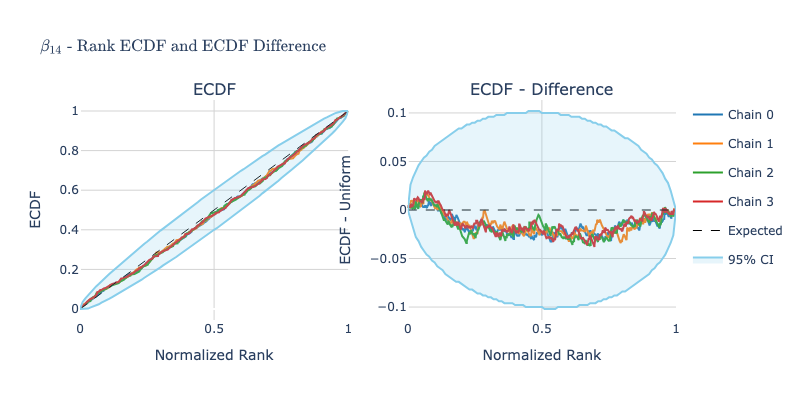 β₁₄ - Rank ECDF and ECDF Difference
ECDF
ECDF - Difference
ECDF
1
0.8
0.6
0.4
0.2
0
0
0.5
1
Normalized Rank
ECDF - Uniform
0.1
0.05
0
−0.05
−0.1
0
0.5
1
Normalized Rank
Chain 0
Chain 1
Chain 2
Chain 3
Expected
95% CI